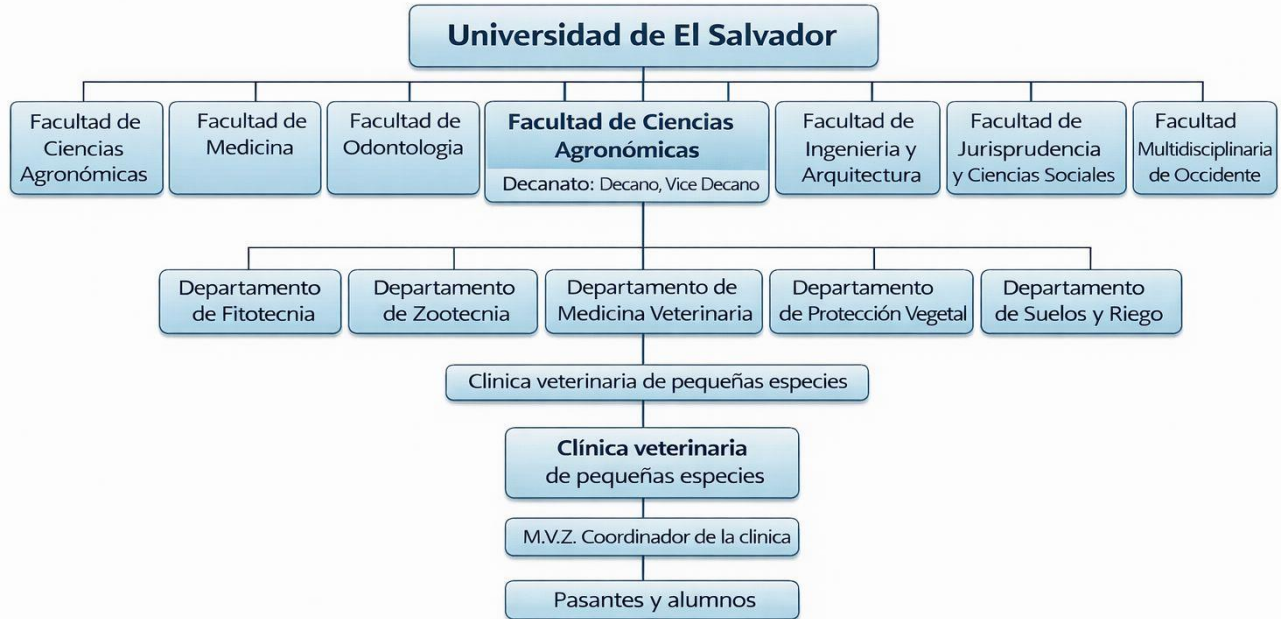 Universidad de El Salvador
Facultad de
Ciencias
Agronómicas
Facultad de
Medicina
Facultad de
Odontologia
Facultad de Ciencias
Agronómicas
Decanato: Decano, Vice Decano
Facultad de
Ingenieria y
Arquitectura
Facultad de
Jurisprudencia
y Ciencias Sociales
Facultad
Multidisciplinaria
de Occidente
Departamento
de Fitotecnia
Departamento
de Zootecnia
Departamento de
Medicina Veterinaria
Departamento
de Protección Vegetal
Departamento
de Suelos y Riego
Clinica veterinaria de pequeñas especies
Clínica veterinaria
de pequeñas especies
M.V.Z. Coordinador de la clinica
Pasantes y alumnos